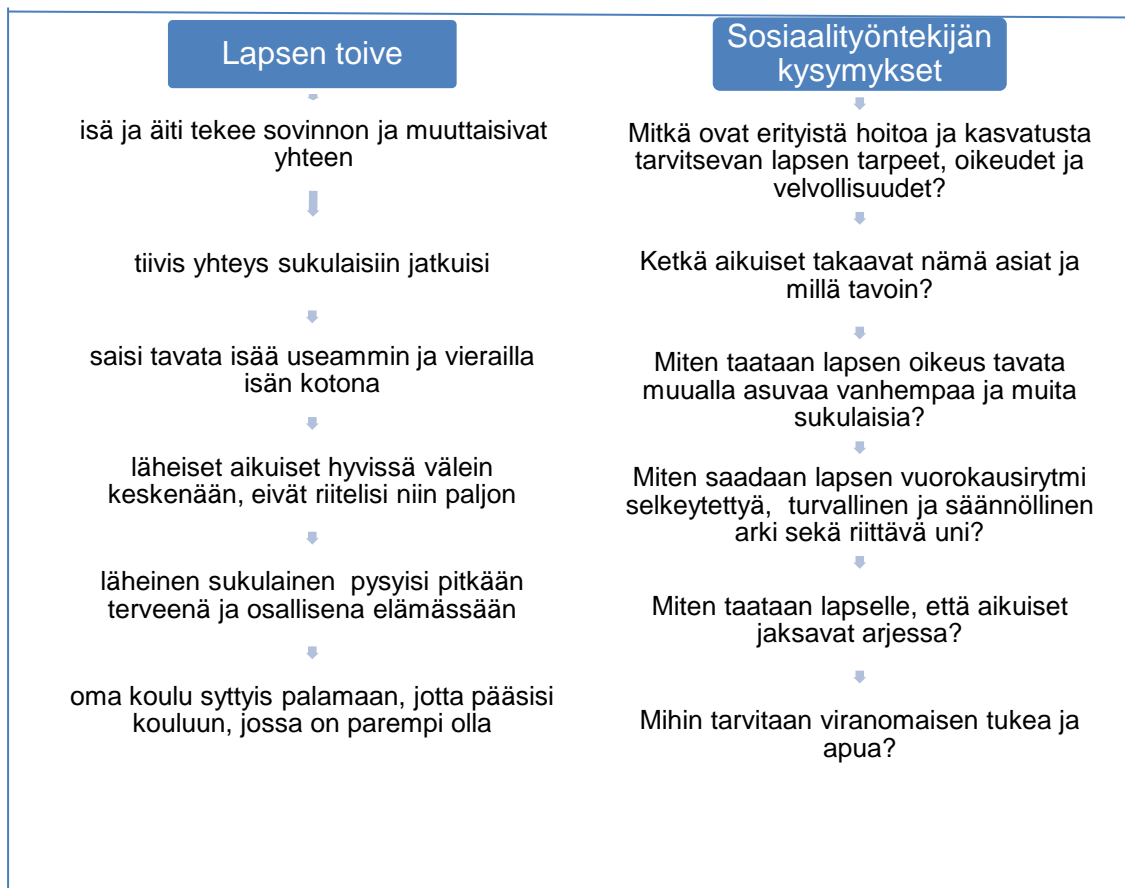 Lapsen toive
isä ja äiti tekee sovinnon ja muuttaisivat
yhteen
tiivis yhteys sukulaisiin jatkuisi
saisi tavata isää useammin ja vierailla
isän kotona
läheiset aikuiset hyvissä välein
keskenään, eivät riitelisi niin paljon
läheinen sukulainen pysyisi pitkään
terveenä ja osallisena elämässään
oma koulu syttyis palamaan, jotta pääsisi
kouluun, jossa on parempi olla
Sosiaalityöntekijän
kysymykset
Mitkä ovat erityistä hoitoa ja kasvatusta
tarvitsevan lapsen tarpeet, oikeudet ja
velvollisuudet?
Ketkä aikuiset takaavat nämä asiat ja
millä tavoin?
Miten taataan lapsen oikeus tavata
muualla asuvaa vanhempaa ja muita
sukulaisia?
Miten saadaan lapsen vuorokausirytmi
selkeytettyä, turvallinen ja säännöllinen
arki sekä riittävä uni?
Miten taataan lapselle, että aikuiset
jaksavat arjessa?
Mihin tarvitaan viranomaisen tukea ja
apua?